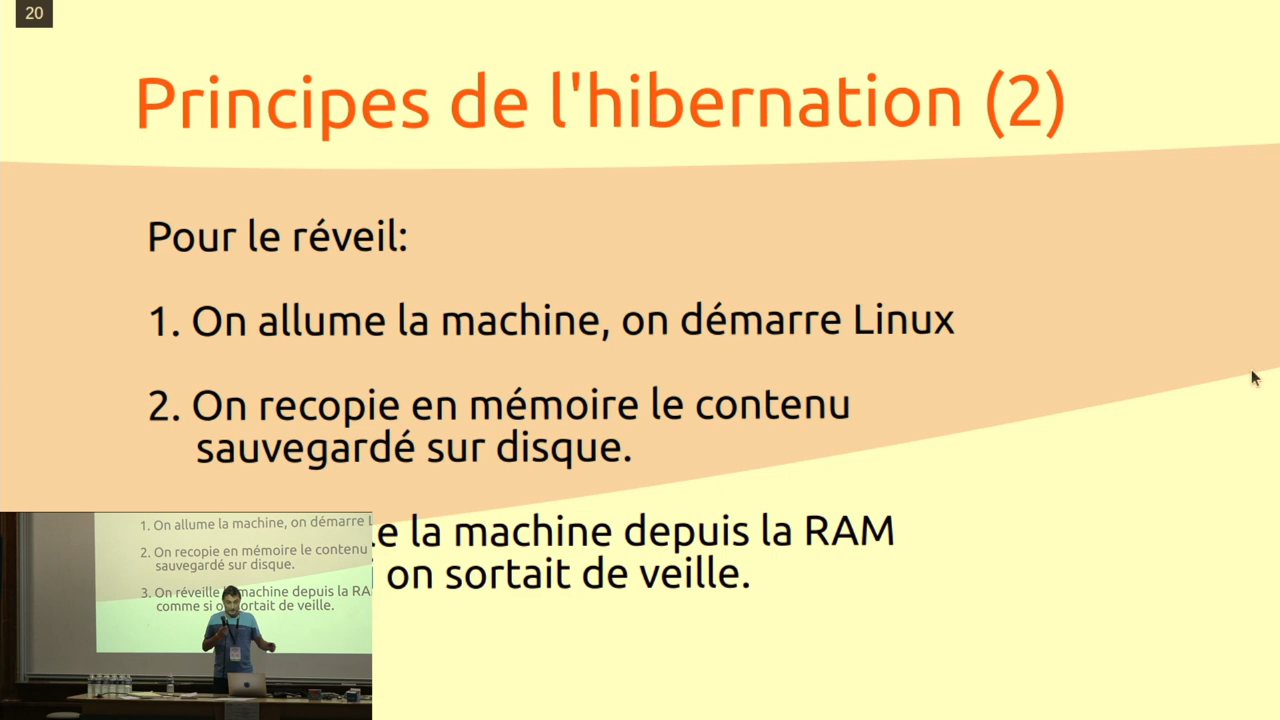 20
Principes de l'hibernation (2)
Pour le réveil:
1. On allume la machine, on démarre Linux
2. On recopie en mémoire le contenu
sauvegardé sur disque.
le la machine depuis la RAM
on sortait de veille.
1. On allume la machine, on démarre L
2. On recopie en mémoire le contenu
sauvegardé sur disque.
3. On réveille machine depuis la RA
comme si ortait de veille.